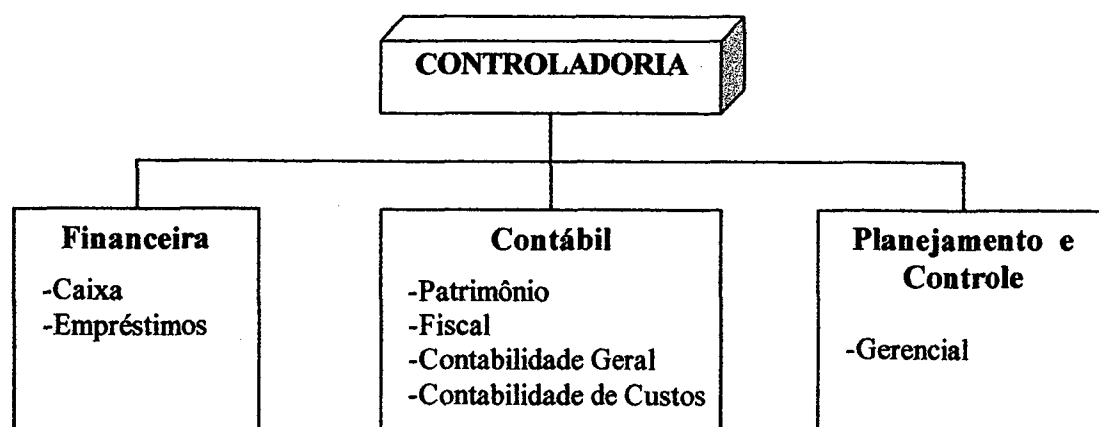 CONTROLADORIA
Financeira
-Caixa
-Empréstimos
Contábil
-Patrimônio
-Fiscal
-Contabilidade Geral
-Contabilidade de Custos
Planejamento e
Controle
-Gerencial